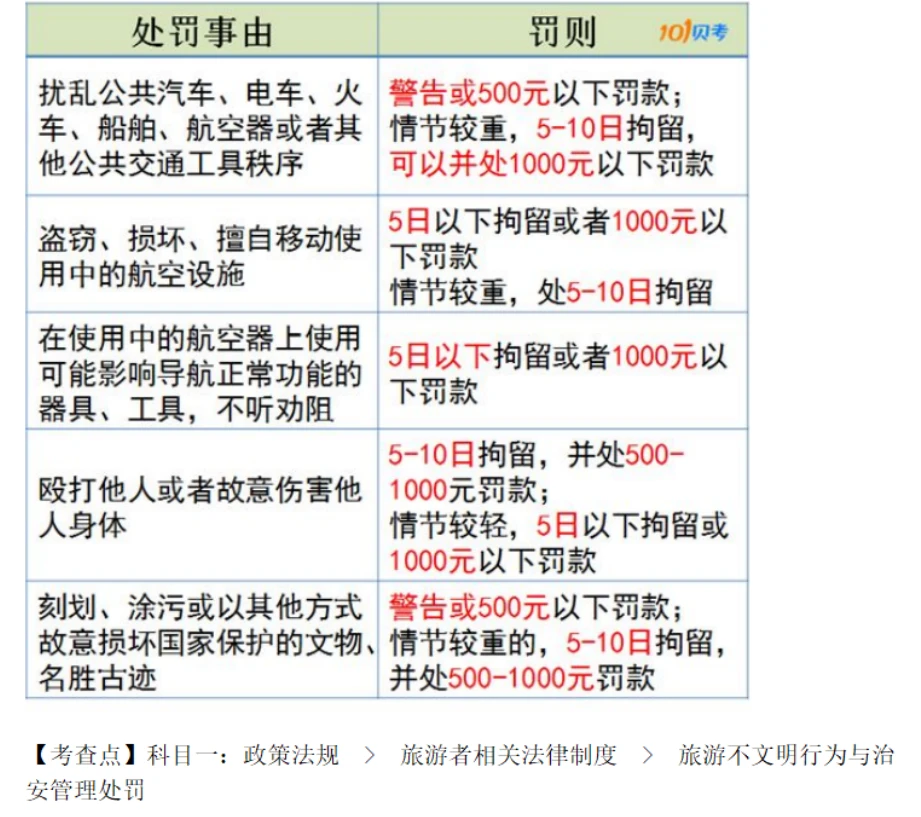 处罚事由
罚则
101贝考
扰乱公共汽车、电车、火
车、船舶、航空器或者其
他公共交通工具秩序
警告或500元以下罚款；
情节较重，5-10日拘留，
可以并处1000元以下罚款
盗窃、损坏、擅自移动使
用中的航空设施
5日以下拘留或者1000元以
下罚款
情节较重，处5-10日拘留
在使用中的航空器上使用
可能影响导航正常功能的
器具、工具，不听劝阻
5日以下拘留或者1000元以
下罚款
殴打他人或者故意伤害他
人身体
5-10日拘留，并处500-
1000元罚款；
情节较轻，5日以下拘留或
1000元以下罚款
刻划、涂污或以其他方式
故意损坏国家保护的文物、
名胜古迹
警告或500元以下罚款；
情节较重的，5-10日拘留，
并处500-1000元罚款
【考查点】科目一：政策法规 > 旅游者相关法律制度 > 旅游不文明行为与治
安管理处罚